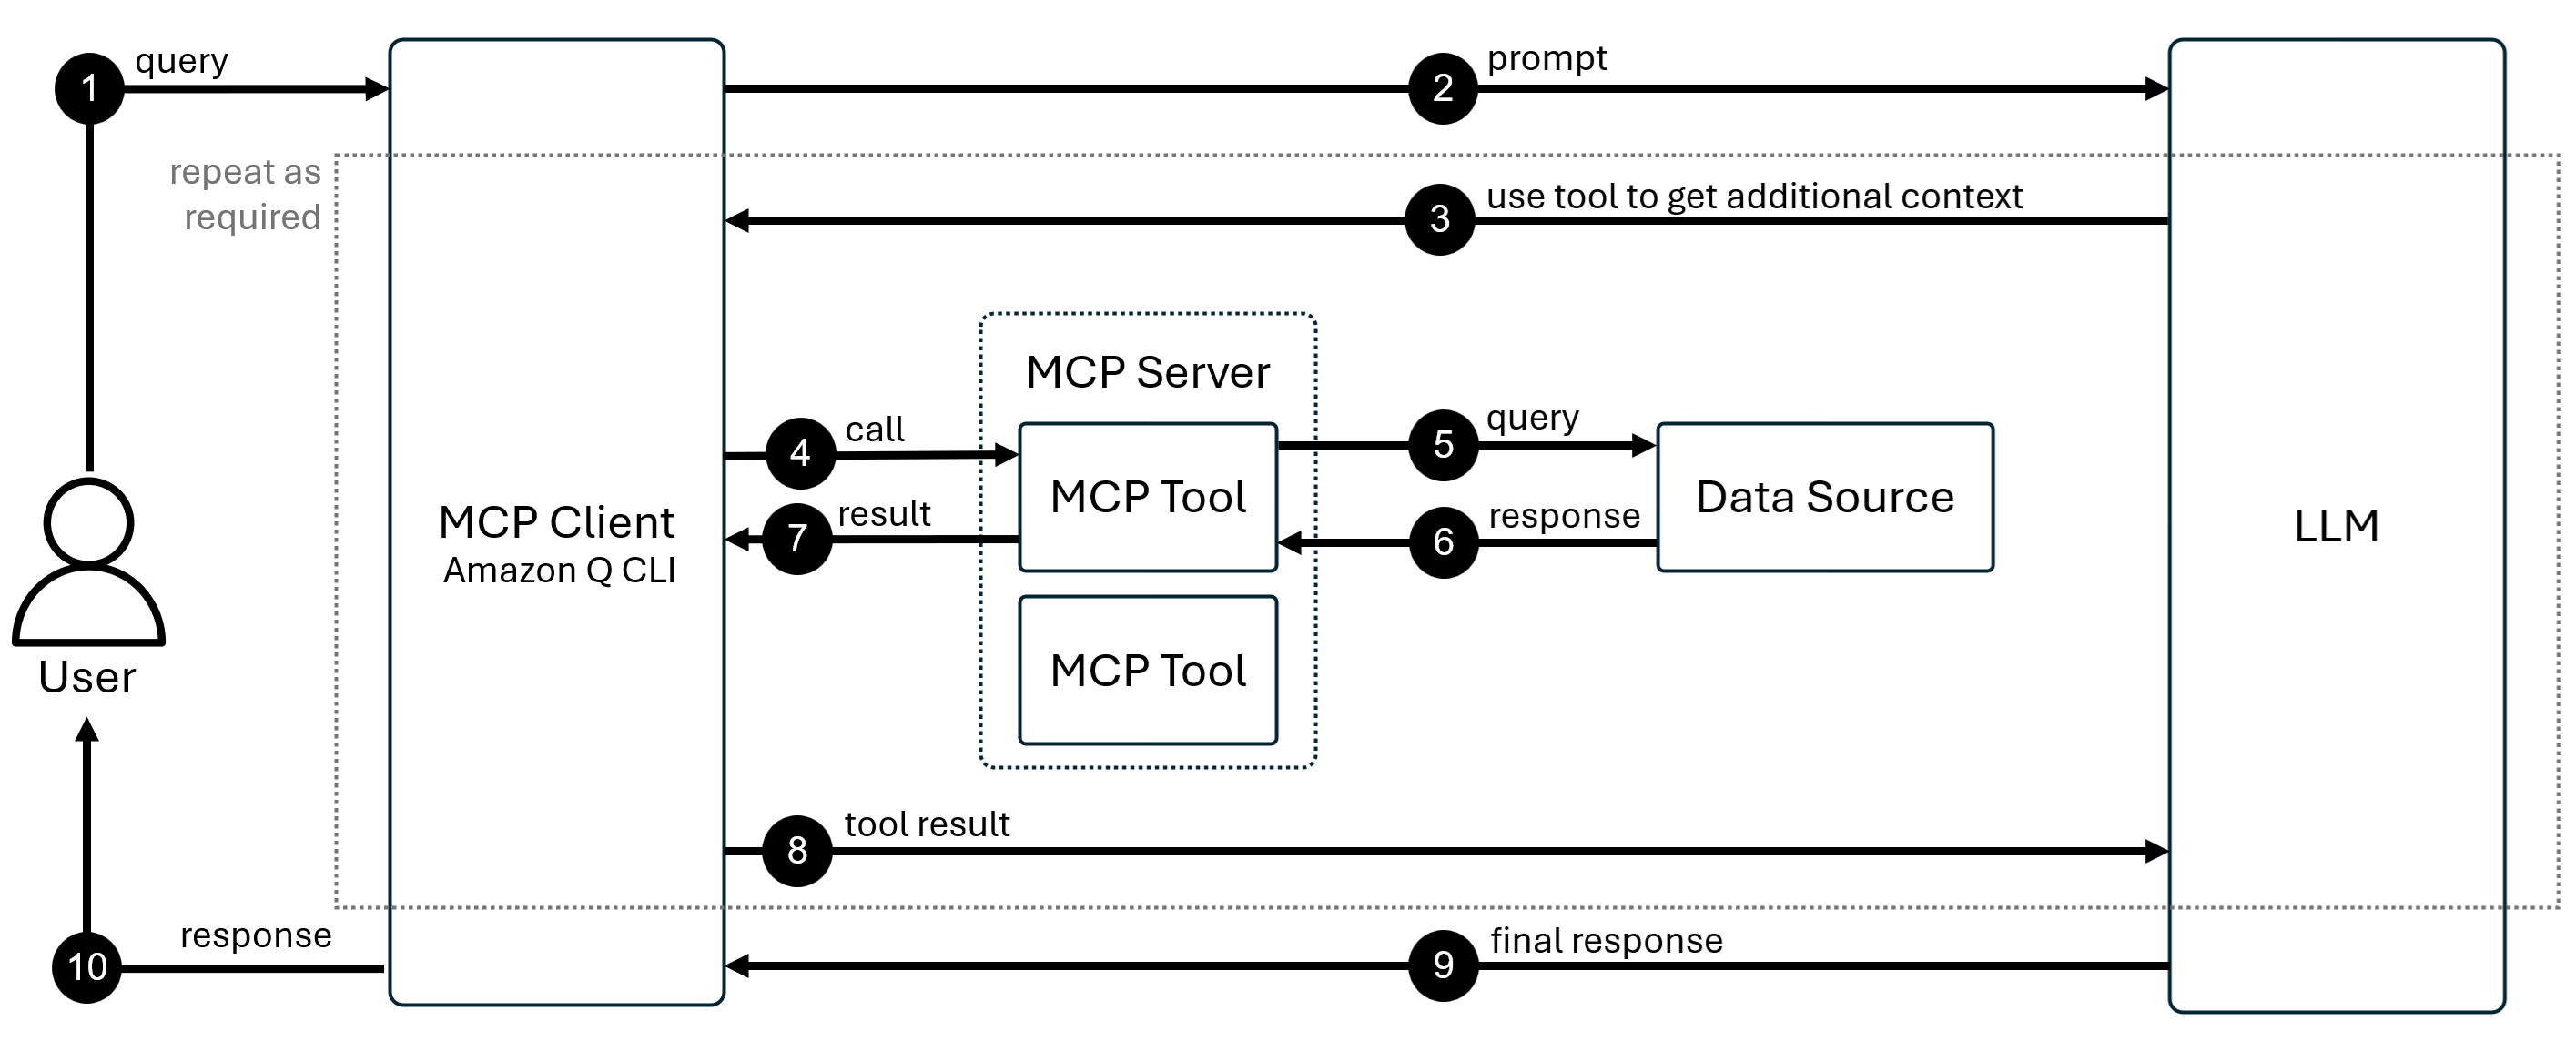 1
query
2
prompt
repeat as
required
3
use tool to get additional context
MCP Server
4
call
MCP Tool
5
query
Data Source
7
result
6
response
MCP Client
Amazon Q CLI
LLM
MCP Tool
User
8
tool result
10
response
9
final response